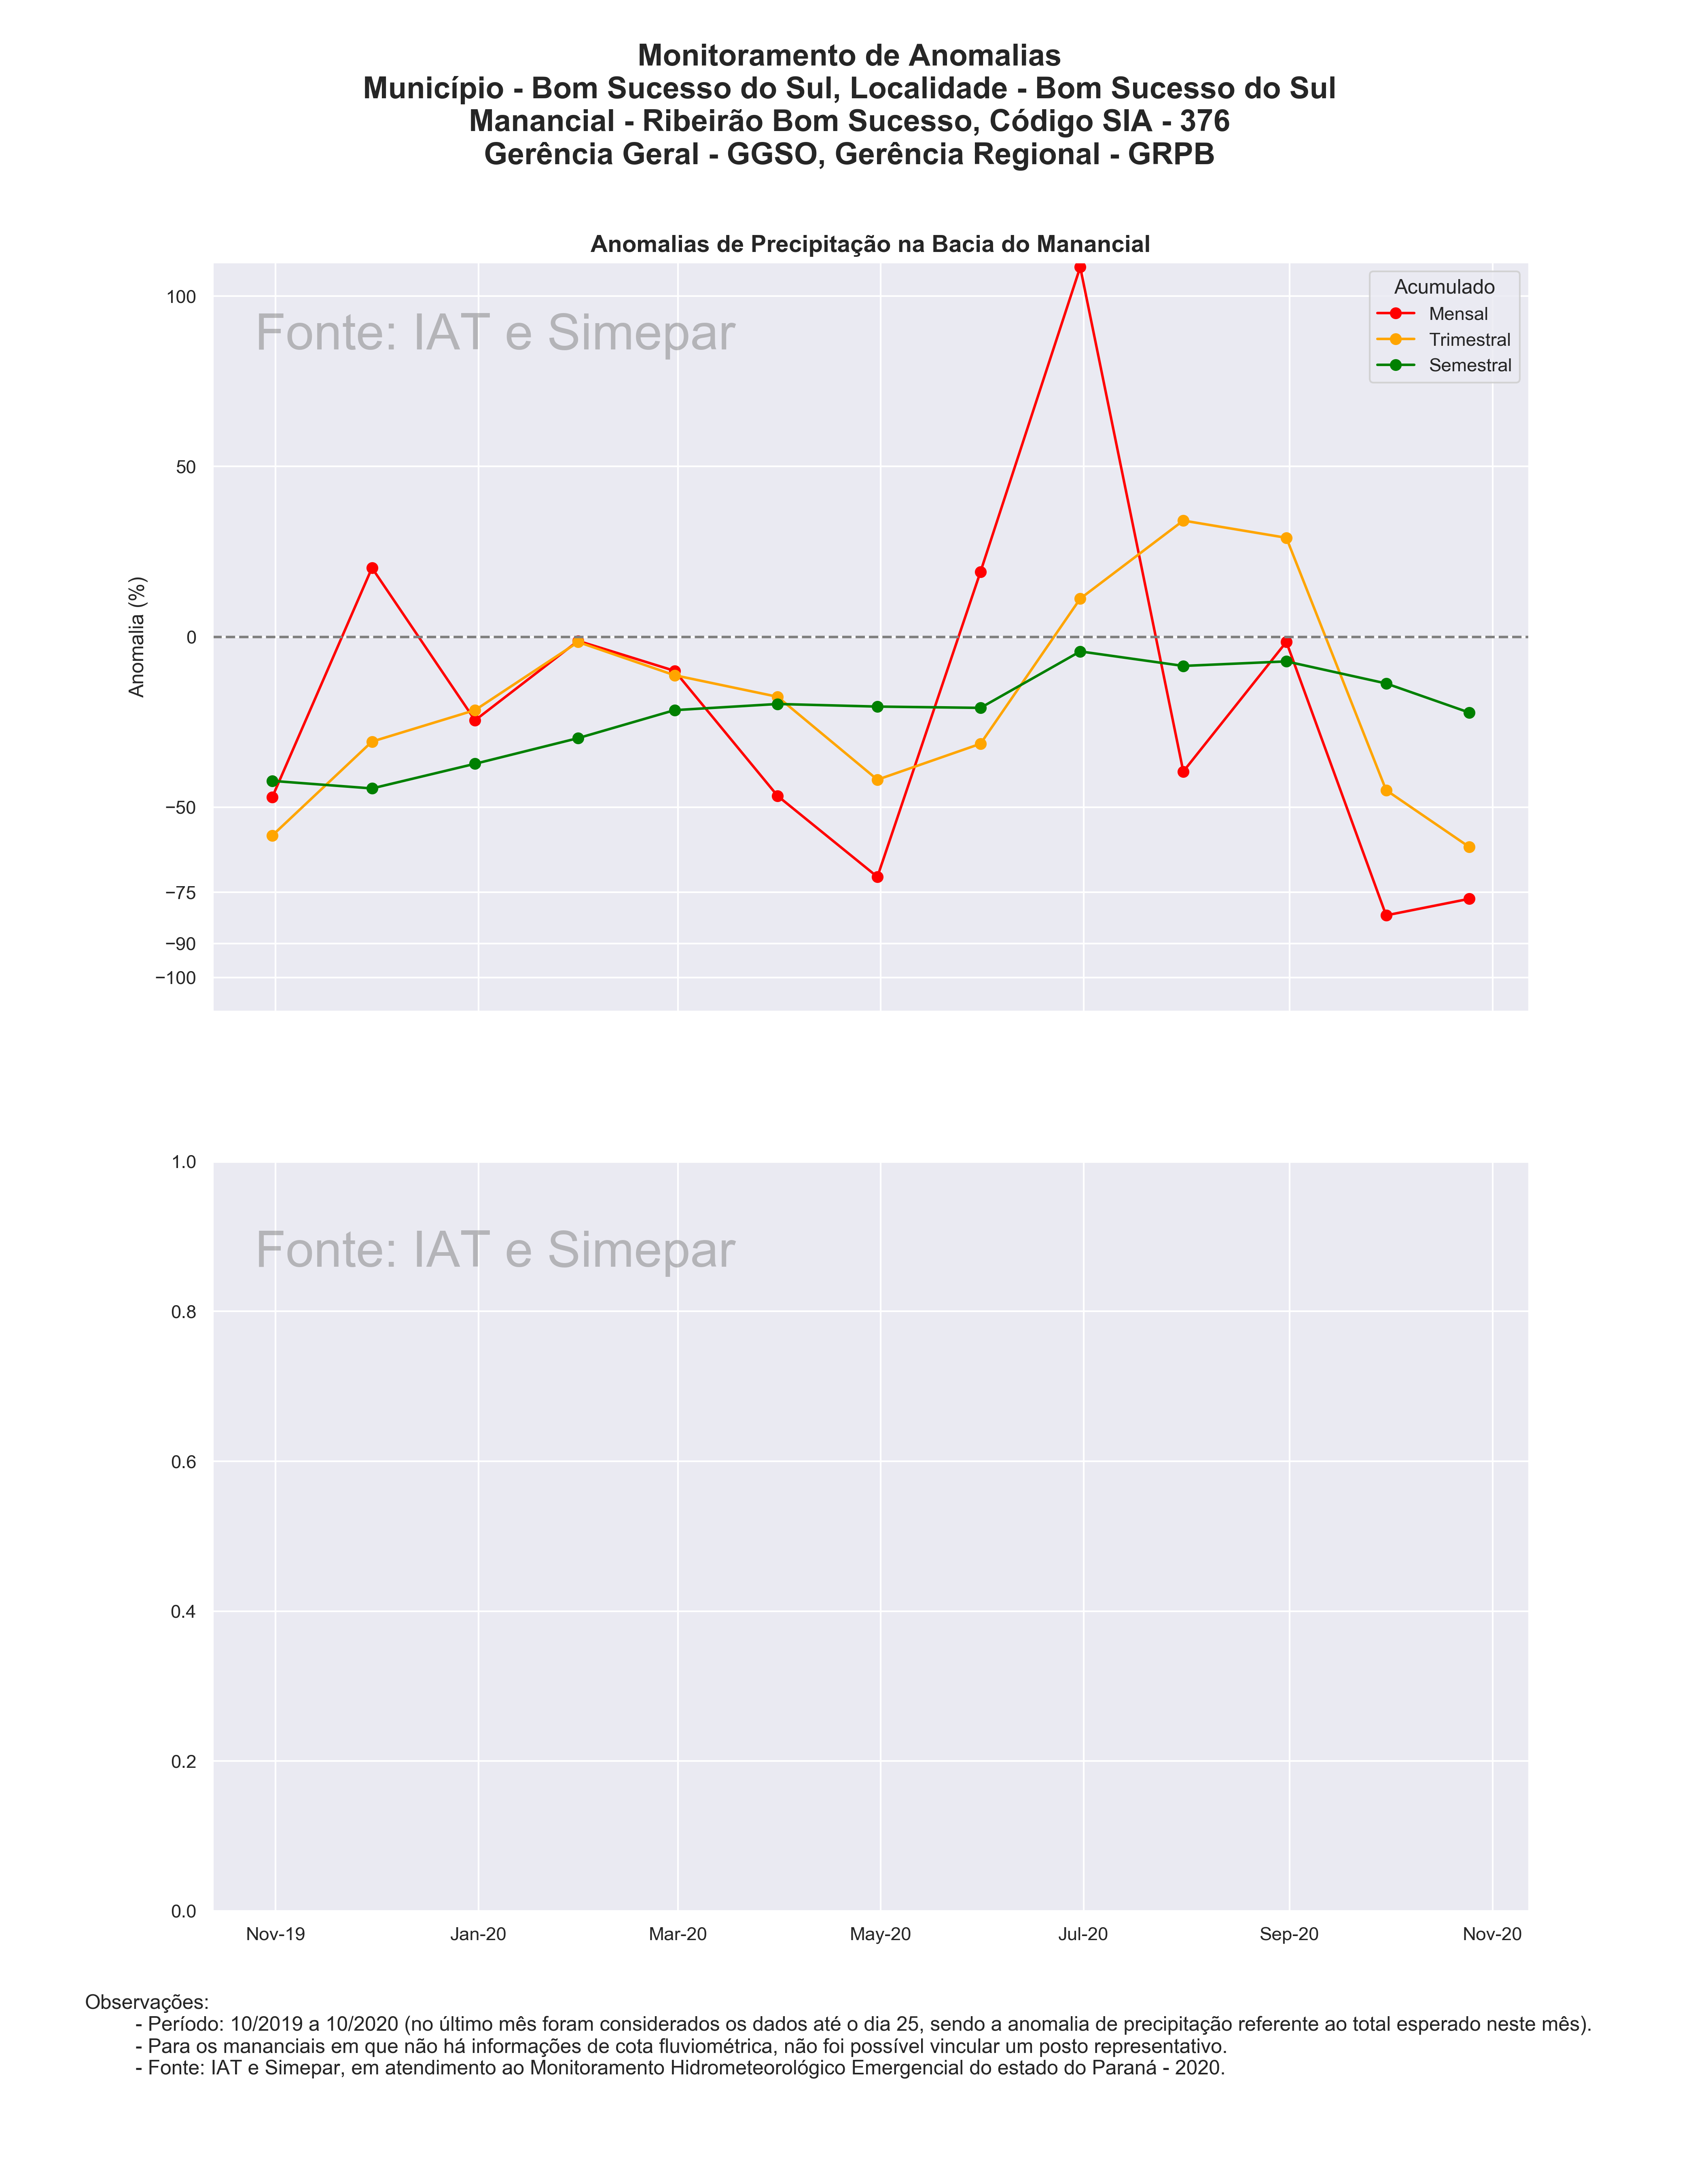 Monitoramento de Anomalias
Município - Bom Sucesso do Sul, Localidade - Bom Sucesso do Sul
Manancial - Ribeirão Bom Sucesso, Código SIA - 376
Gerência Geral - GGSO, Gerência Regional - GRPB
Anomalias de Precipitação na Bacia do Manancial
Fonte: IAT e Simepar
Acumulado
Mensal
Trimestral
Semestral
Anomalia (%)
100
50
0
−50
−75
−90
−100
Fonte: IAT e Simepar
1.0
0.8
0.6
0.4
0.2
0.0
Nov-19 Jan-20 Mar-20 May-20 Jul-20 Sep-20 Nov-20
Observações:
- Período: 10/2019 a 10/2020 (no último mês foram considerados os dados até o dia 25, sendo a anomalia de precipitação referente ao total esperado neste mês).
- Para os mananciais em que não há informações de cota fluviométrica, não foi possível vincular um posto representativo.
- Fonte: IAT e Simepar, em atendimento ao Monitoramento Hidrometeorológico Emergencial do estado do Paraná - 2020.